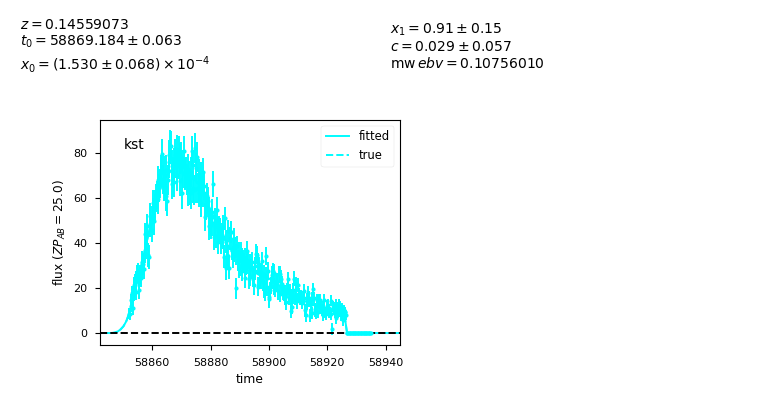 z = 0.14559073
t₀ = 58869.184 ± 0.063
x₀ = (1.530 ± 0.068) × 10⁻⁴
x₁ = 0.91 ± 0.15
c = 0.029 ± 0.057
mw ebv = 0.10756010
kst
fitted
true
flux (ZP_AB = 25.0)
80
60
40
20
0
58860 58880 58900 58920 58940
time